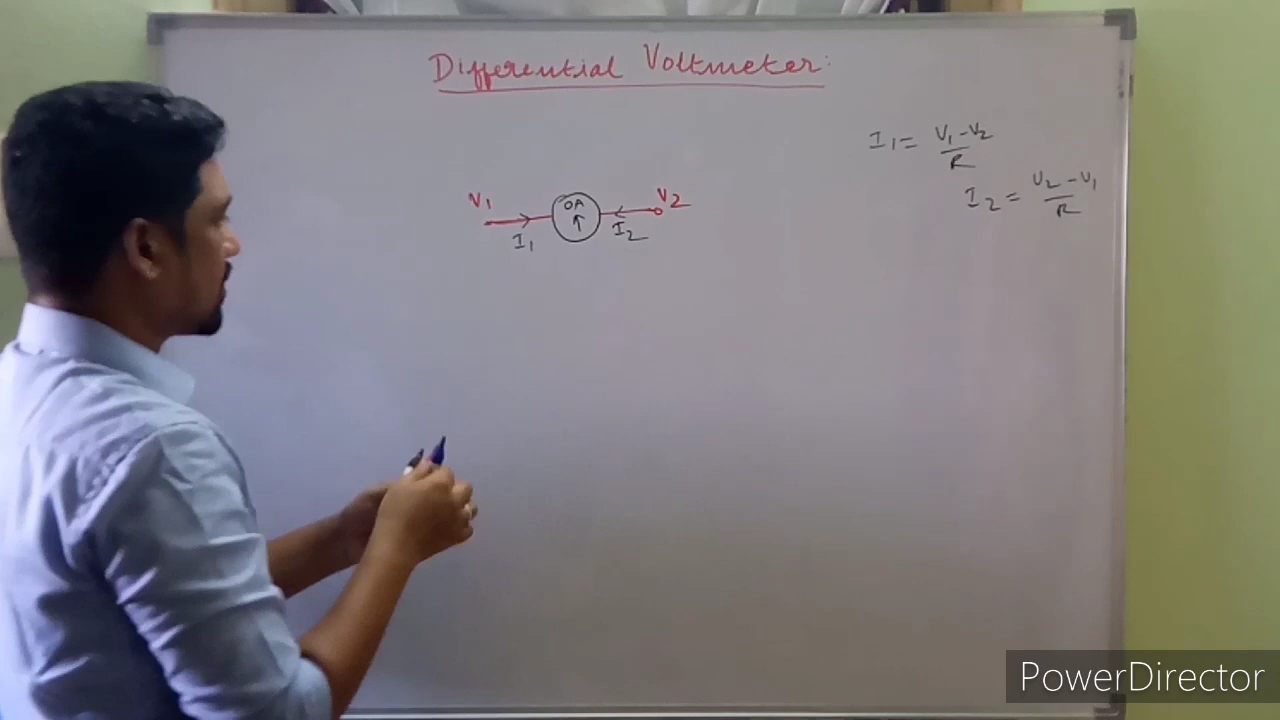 Differential Voltmeter:
I1 = V1-V2/R
I2 = V2-V1/R
V1 OA V2
I1 I2
PowerDirector